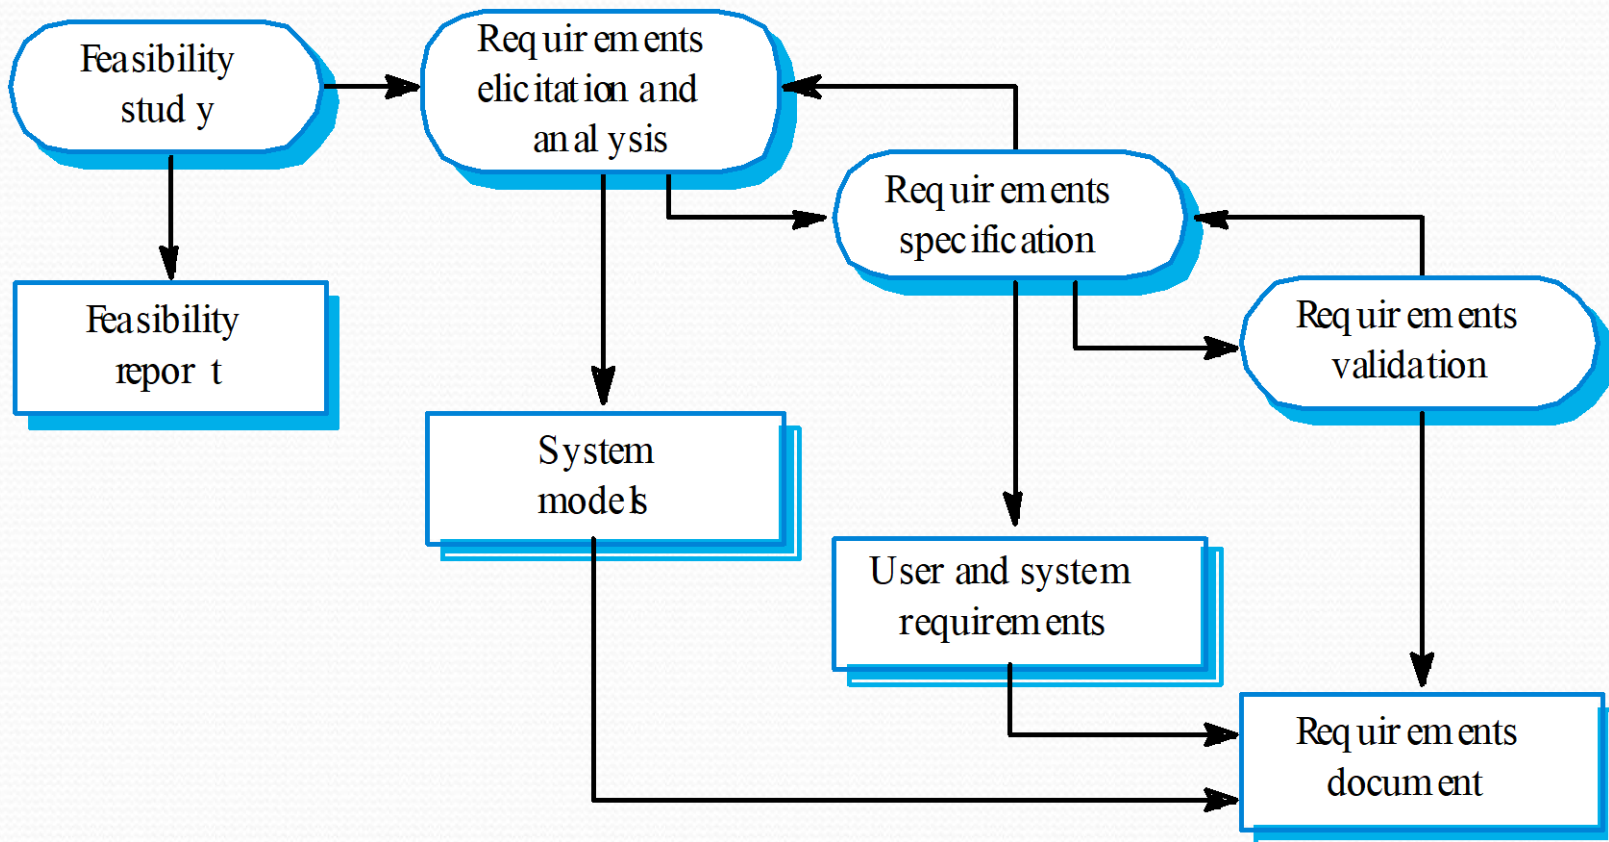 Feasibility
study
Requirements
elicitation and
analysis
Requirements
specification
Requirements
validation
Feasibility
report
System
models
User and system
requirements
Requirements
document